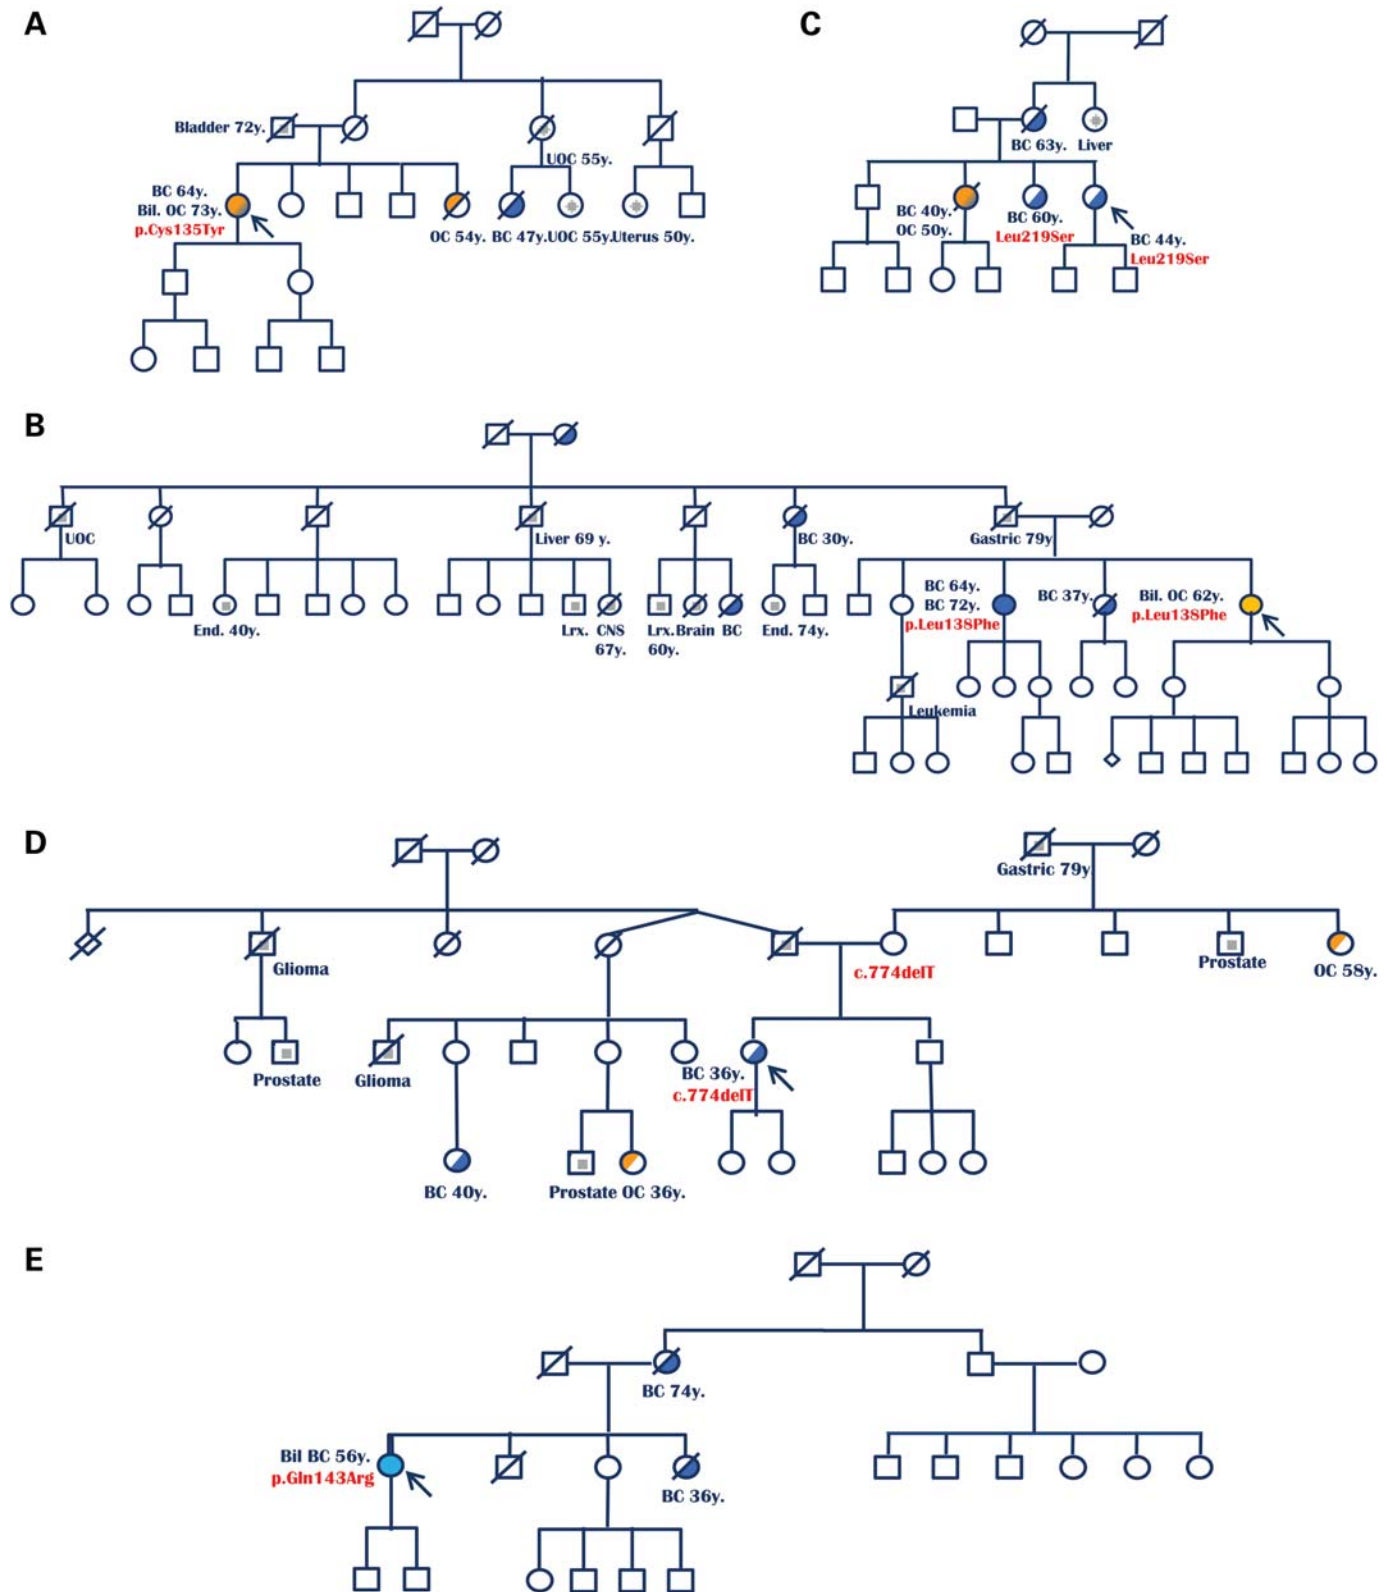 A
Bladder 72y.
UOC 55y.
BC 64y.
Bil. OC 73y.
p.Cys135Tyr
OC 54y. BC 47y.UOC 55y.Uterus 50y.
C
BC 63y. Liver
BC 40y.
OC 50y.
BC 60y.
Leu219Ser
BC 44y.
Leu219Ser
B
UOC
Liver 69 y.
BC 30y.
Gastric 79y
BC 64y.
BC 72y.
p.Leu138Phe
BC 37y.
Bil. OC 62y.
p.Leu138Phe
End. 40y.
Lrx. CNS
67y.
Lrx.Brain BC
60y.
End. 74y.
Leukemia
D
Gastric 79y
Glioma
c.774delT
Prostate
OC 58y.
Prostate
Glioma
BC 36y.
c.774delT
BC 40y.
Prostate OC 36y.
E
BC 74y.
Bil BC 56y.
p.Gln143Arg
BC 36y.